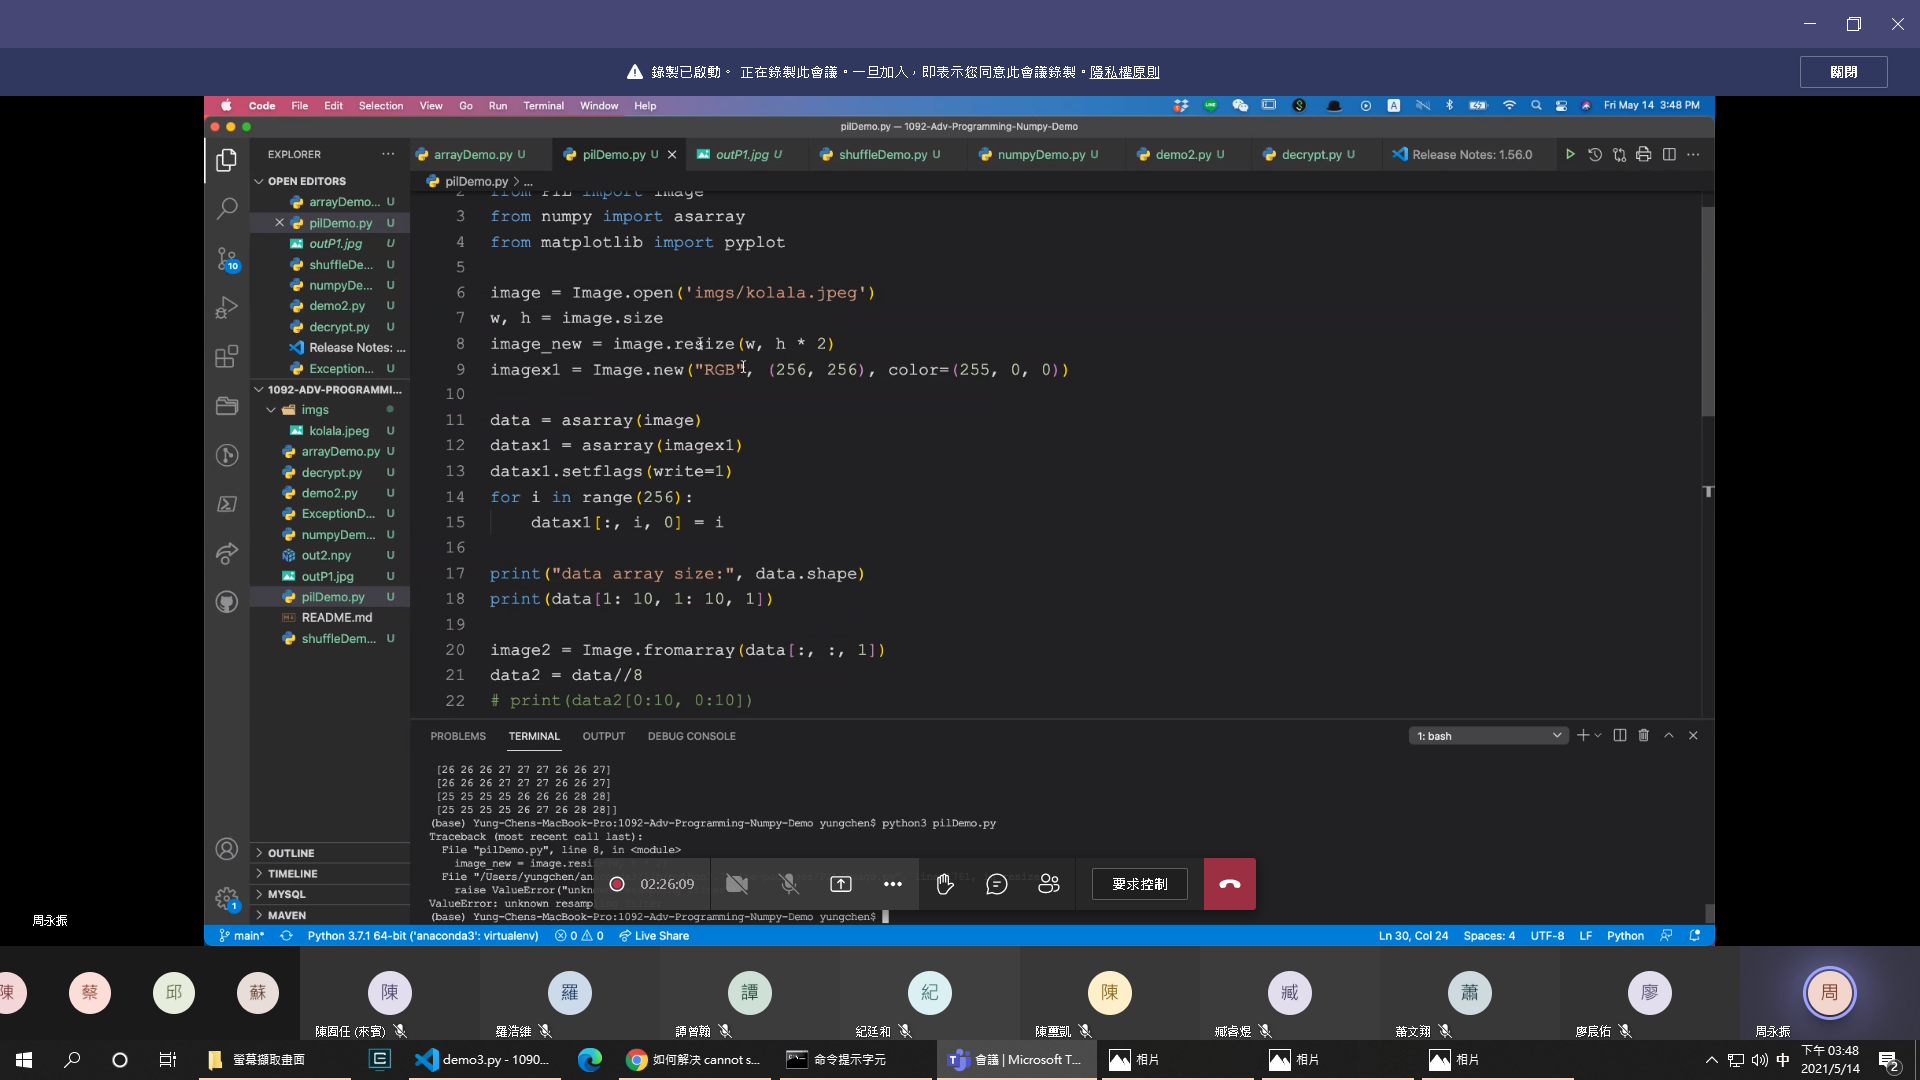 錄製已啟動。 正在錄製此會議。一旦加入，即表示您同意此會議錄製。隱私權原則
關閉
Code File Edit Selection View Go Run Terminal Window Help
Fri May 14 3:48 PM
pilDemo.py — 1092-Adv-Programming-Numpy-Demo
EXPLORER
arrayDemo.py U
pilDemo.py U
outP1.jpg U
shuffleDemo.py U
numpyDemo.py U
demo2.py U
decrypt.py U
Release Notes: 1.56.0
pilDemo.py > ...
OPEN EDITORS
arrayDemo... U
pilDemo.py U
outP1.jpg U
shuffleDe... U
numpyDe... U
demo2.py U
decrypt.py U
Release Notes: ...
Exception... U
1092-ADV-PROGRAMMI...
imgs
kolala.jpeg U
arrayDemo.py U
decrypt.py U
demo2.py U
ExceptionD... U
numpyDem... U
out2.npy U
outP1.jpg U
pilDemo.py U
README.md
shuffleDem... U
OUTLINE
TIMELINE
MYSQL
MAVEN
10
1
2 from PIL import Image
3 from numpy import asarray
4 from matplotlib import pyplot
5
6 image = Image.open('imgs/kolala.jpeg')
7 w, h = image.size
8 image_new = image.resize(w, h * 2)
9 imagex1 = Image.new("RGB", (256, 256), color=(255, 0, 0))
10
11 data = asarray(image)
12 datax1 = asarray(imagex1)
13 datax1.setflags(write=1)
14 for i in range(256):
15 datax1[:, i, 0] = i
16
17 print("data array size:", data.shape)
18 print(data[1: 10, 1: 10, 1])
19
20 image2 = Image.fromarray(data[:, :, 1])
21 data2 = data//8
22 # print(data2[0:10, 0:10])
PROBLEMS TERMINAL OUTPUT DEBUG CONSOLE
1: bash
[26 26 26 27 27 27 26 26 27]
[26 26 26 27 27 27 26 26 27]
[25 25 25 25 26 26 26 28 28]
[25 25 25 25 26 27 26 28 28]]
(base) Yung-Chens-MacBook-Pro:1092-Adv-Programming-Numpy-Demo yungchen$ python3 pilDemo.py
Traceback (most recent call last):
File "pilDemo.py", line 8, in <module>
image_new = image.resi
File "/Users/yungchen/an
raise ValueError("unkn
ValueError: unknown resam
(base) Yung-Chens-MacBook-Pro:1092-Adv-Programming-Numpy-Demo yungchen$
02:26:09
要求控制
main* Python 3.7.1 64-bit ('anaconda3': virtualenv) 0 0 Live Share
Ln 30, Col 24 Spaces: 4 UTF-8 LF Python
周永振
陳
蔡
邱
蘇
陳
羅
譚
紀
陳
臧
蕭
廖
周
陳囿任 (來賓)
羅浩維
譚曾翰
紀廷和
臧睿焜
蕭文翔
廖宸佑
周永振
螢幕擷取畫面
demo3.py - 1090...
如何解决 cannot s...
命令提示字元
會議 | Microsoft T...
相片
相片
相片
中
下午 03:48
2021/5/14
2